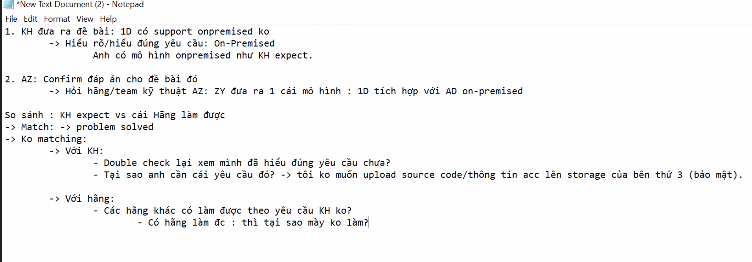 *New Text Document (2) - Notepad
File Edit Format View Help
1. KH đưa ra đề bài: 1D có support onpremised ko
-> Hiểu rõ/hiểu đúng yêu cầu: On-Premised
Anh có mô hình onpremised như KH expect.
2. AZ: Confirm đáp án cho đề bài đó
-> Hỏi hãng/team kỹ thuật AZ: ZY đưa ra 1 cái mô hình : 1D tích hợp với AD on-premised
So sánh : KH expect vs cái Hãng làm được
-> Match: -> problem solved
-> Ko matching:
-> Với KH:
- Double check lại xem mình đã hiểu đúng yêu cầu chưa?
- Tại sao anh cần cái yêu cầu đó? -> tôi ko muốn upload source code/thông tin acc lên storage của bên thứ 3 (bảo mật).
-> Với hãng:
- Các hãng khác có làm được theo yêu cầu KH ko?
- Có hãng làm đc : thì tại sao mày ko làm?